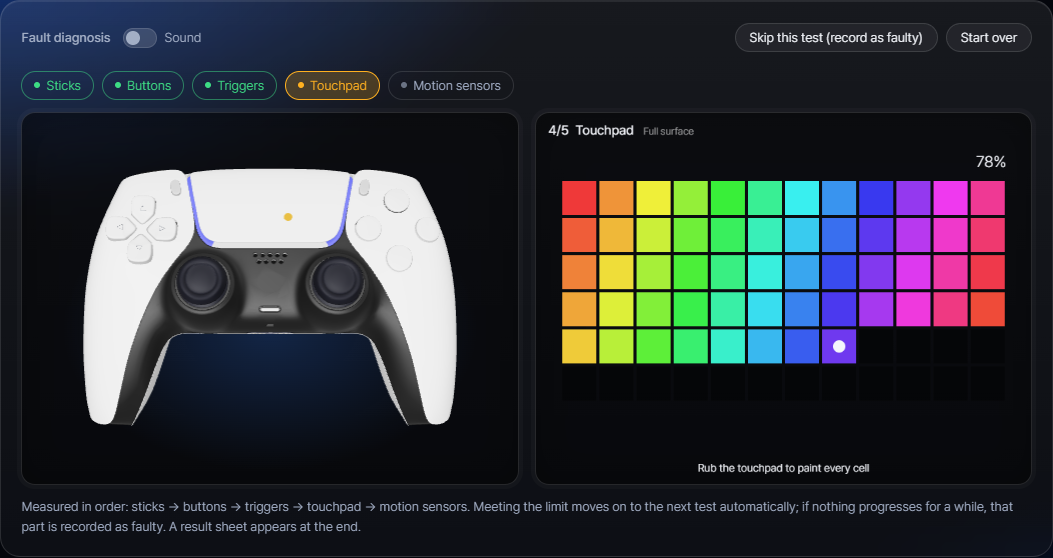 Fault diagnosis
Sound
Skip this test (record as faulty)
Start over
Sticks
Buttons
Triggers
Touchpad
Motion sensors
4/5 Touchpad Full surface
78%
Rub the touchpad to paint every cell
Measured in order: sticks → buttons → triggers → touchpad → motion sensors. Meeting the limit moves on to the next test automatically; if nothing progresses for a while, that
part is recorded as faulty. A result sheet appears at the end.